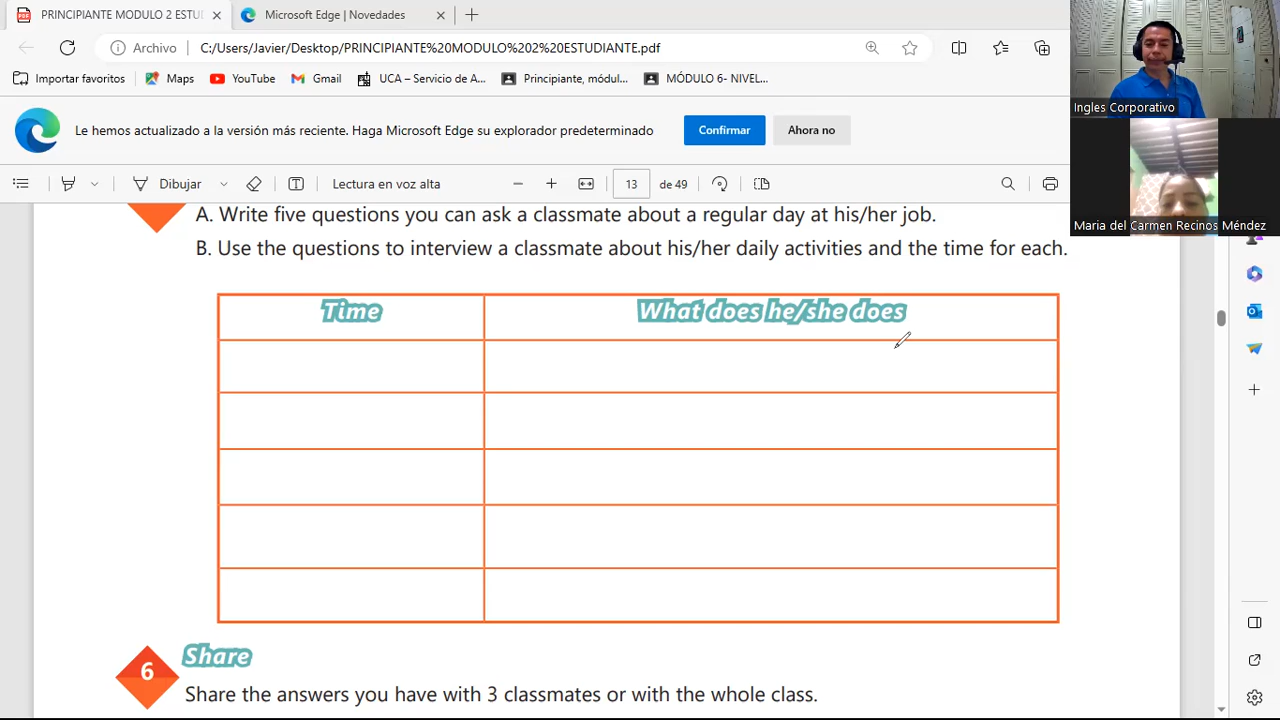 PRINCIPIANTE MODULO 2 ESTU
Microsoft Edge | Novedades
Archivo
C:/Users/Javier/Desktop/PRINCIPIANTE%20MODULO%202%20ESTUDIANTE.pdf
Importar favoritos
Maps
YouTube
Gmail
UCA – Servicio de A...
Principiante, módul...
MÓDULO 6- NIVEL...
Le hemos actualizado a la versión más reciente. Haga Microsoft Edge su explorador predeterminado
Confirmar
Ahora no
Dibujar
Lectura en voz alta
13
de 49
Ingles Corporativo
Maria del Carmen Recinos Méndez
A. Write five questions you can ask a classmate about a regular day at his/her job.
B. Use the questions to interview a classmate about his/her daily activities and the time for each.
Time
What does he/she does
6
Share
Share the answers you have with 3 classmates or with the whole class.